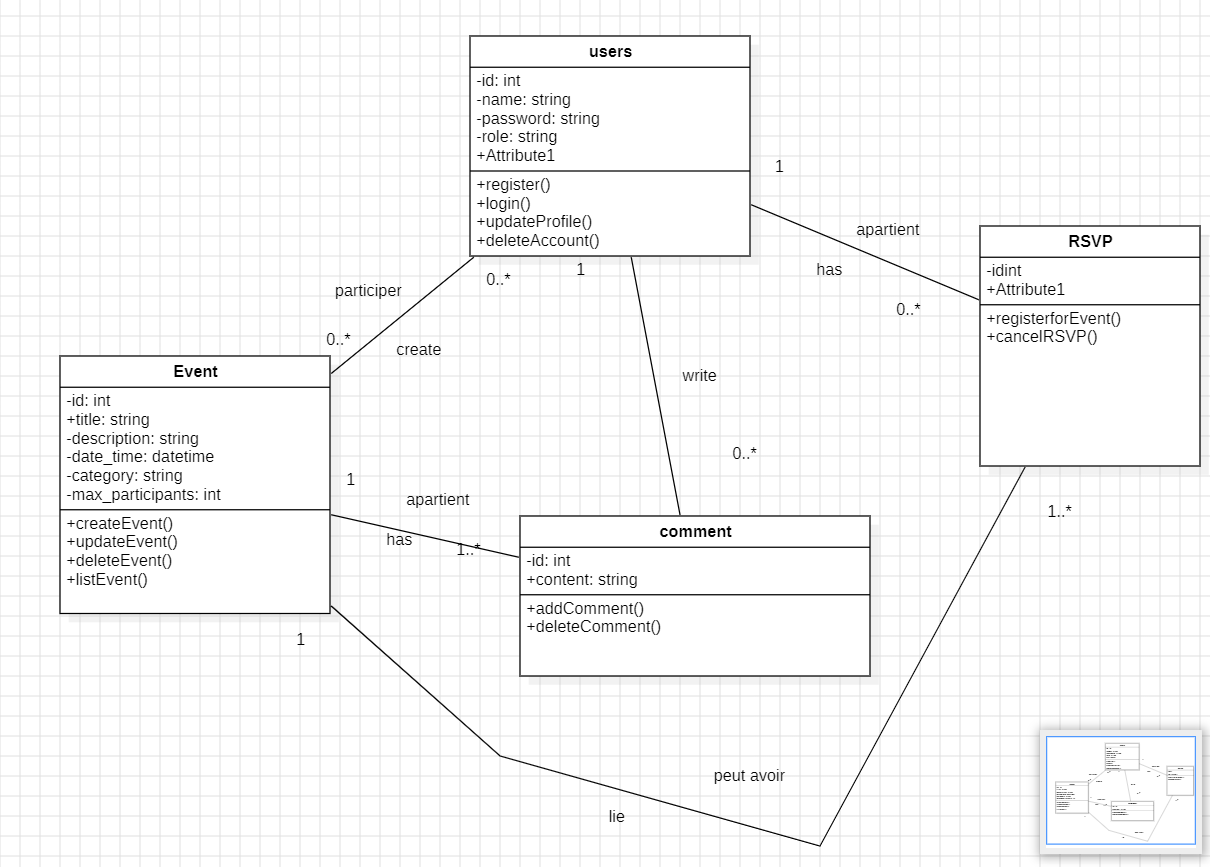 users
-id: int
-name: string
-password: string
-role: string
+Attribute1
+register()
+login()
+updateProfile()
+deleteAccount()
1
apartient
has
0..*
RSVP
-idint
+Attribute1
+registerforEvent()
+cancelRSVP()
0..*
1
participer
0..*
create
write
0..*
Event
-id: int
+title: string
-description: string
-date_time: datetime
-category: string
-max_participants: int
+createEvent()
+updateEvent()
+deleteEvent()
+listEvent()
1
apartient
has
1..*
comment
-id: int
+content: string
+addComment()
+deleteComment()
1..*
1
peut avoir
lie